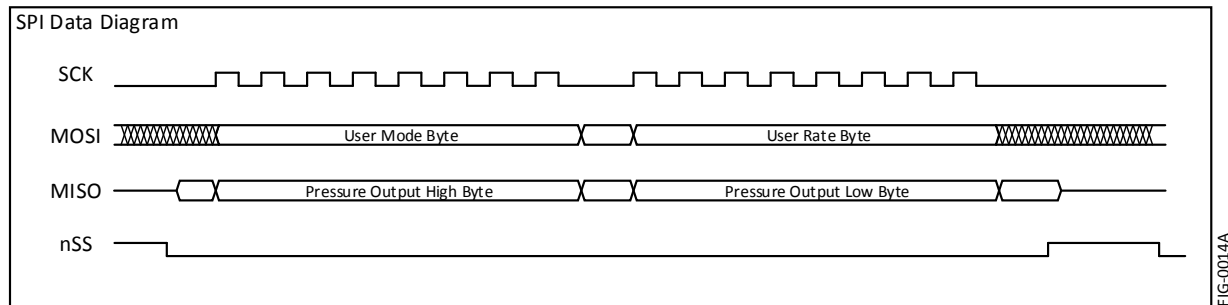 SPI Data Diagram
SCK
MOSI
User Mode Byte
User Rate Byte
MISO
Pressure Output High Byte
Pressure Output Low Byte
nSS
FIG-0014A